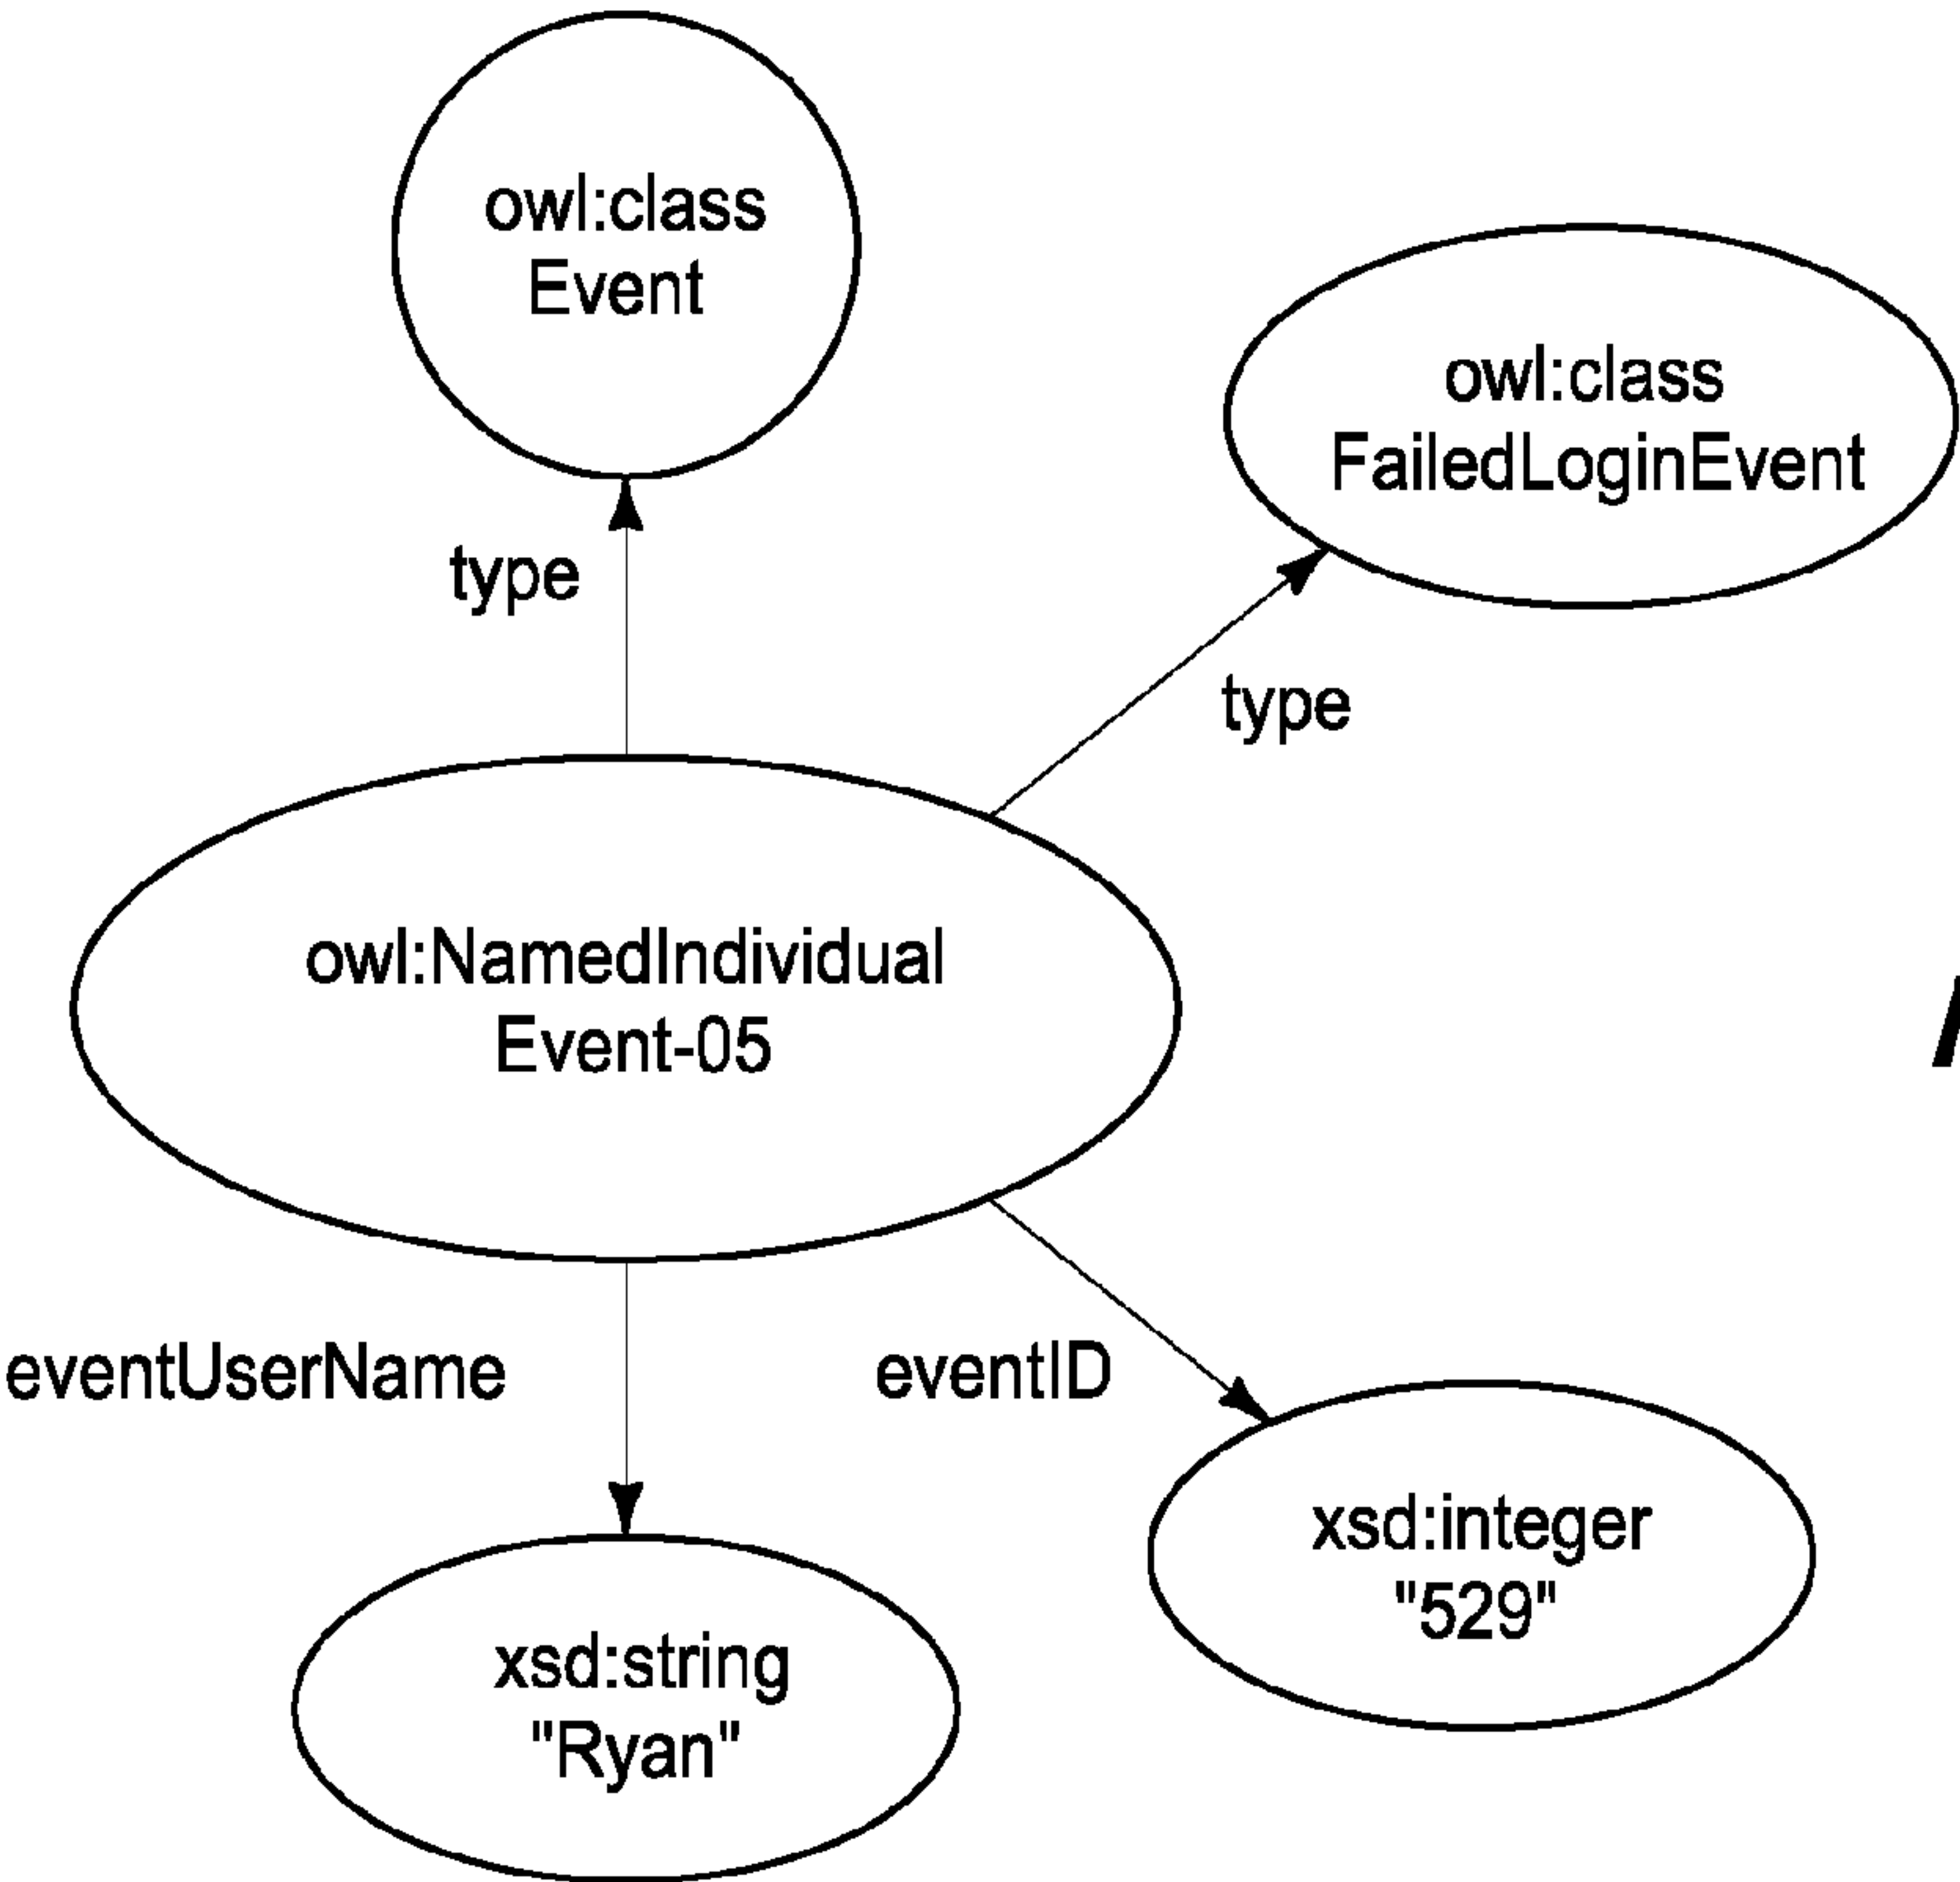 owl:class
Event
owl:class
FailedLoginEvent
type
type
owl:NamedIndividual
Event-05
eventUserName
eventID
xsd:integer
"529"
xsd:string
"Ryan"